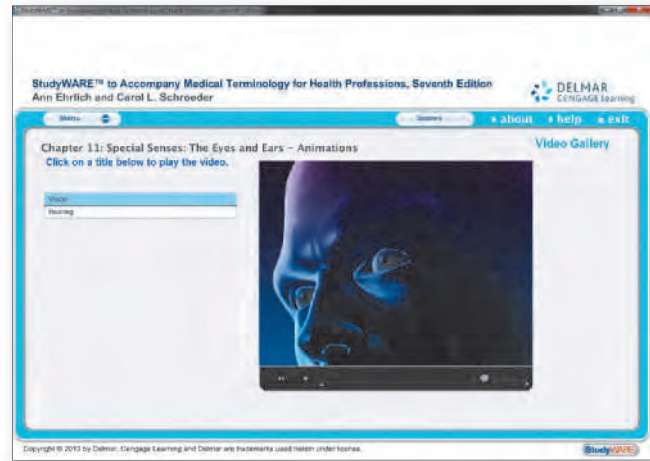 StudyWARE™ to Accompany Medical Terminology for Health Professions, Seventh Edition
Ann Ehrlich and Carol L. Schroeder
DELMAR
CENGAGE Learning
Menu
about help exit
Chapter 11: Special Senses: The Eyes and Ears – Animations
Video Gallery
Click on a title below to play the video.
Vision
Hearing
Copyright © 2013 by Delmar, Cengage Learning and Delmar are trademarks used herein under license.
StudyWARE